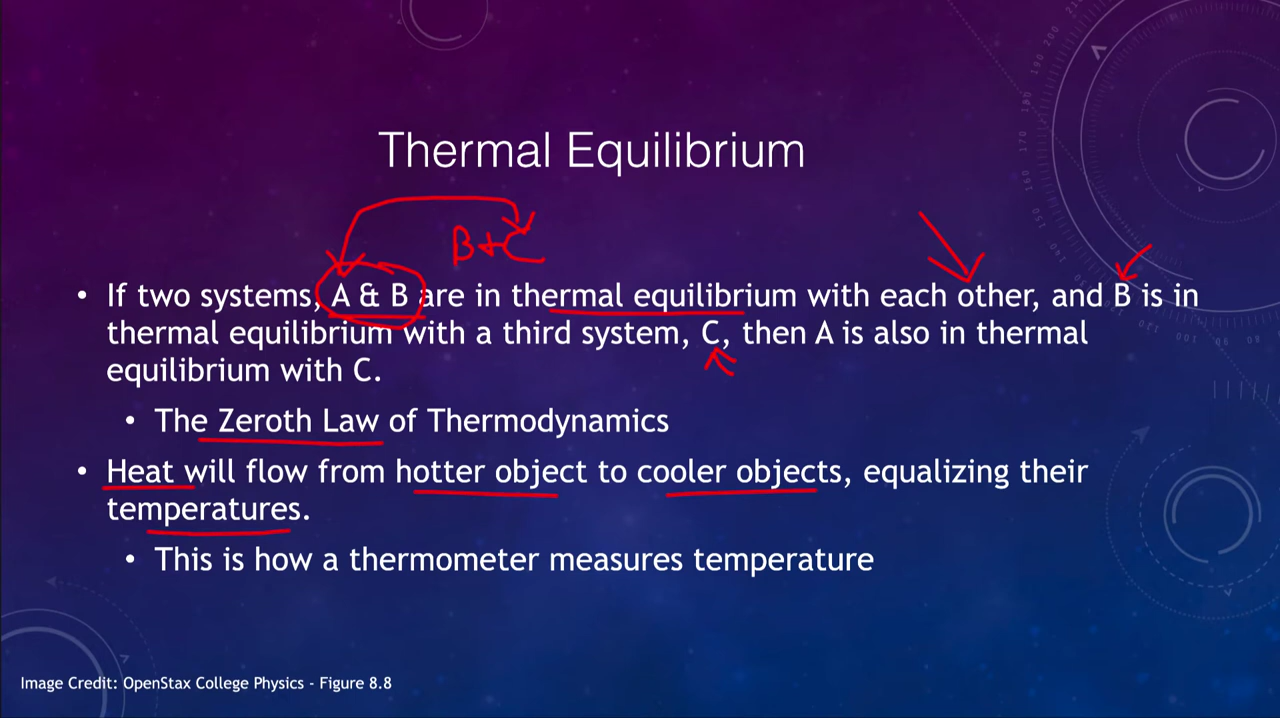 Thermal Equilibrium
B+C
• If two systems, A & B are in thermal equilibrium with each other, and B is in
thermal equilibrium with a third system, C, then A is also in thermal
equilibrium with C.
• The Zeroth Law of Thermodynamics
• Heat will flow from hotter object to cooler objects, equalizing their
temperatures.
• This is how a thermometer measures temperature
Image Credit: OpenStax College Physics - Figure 8.8